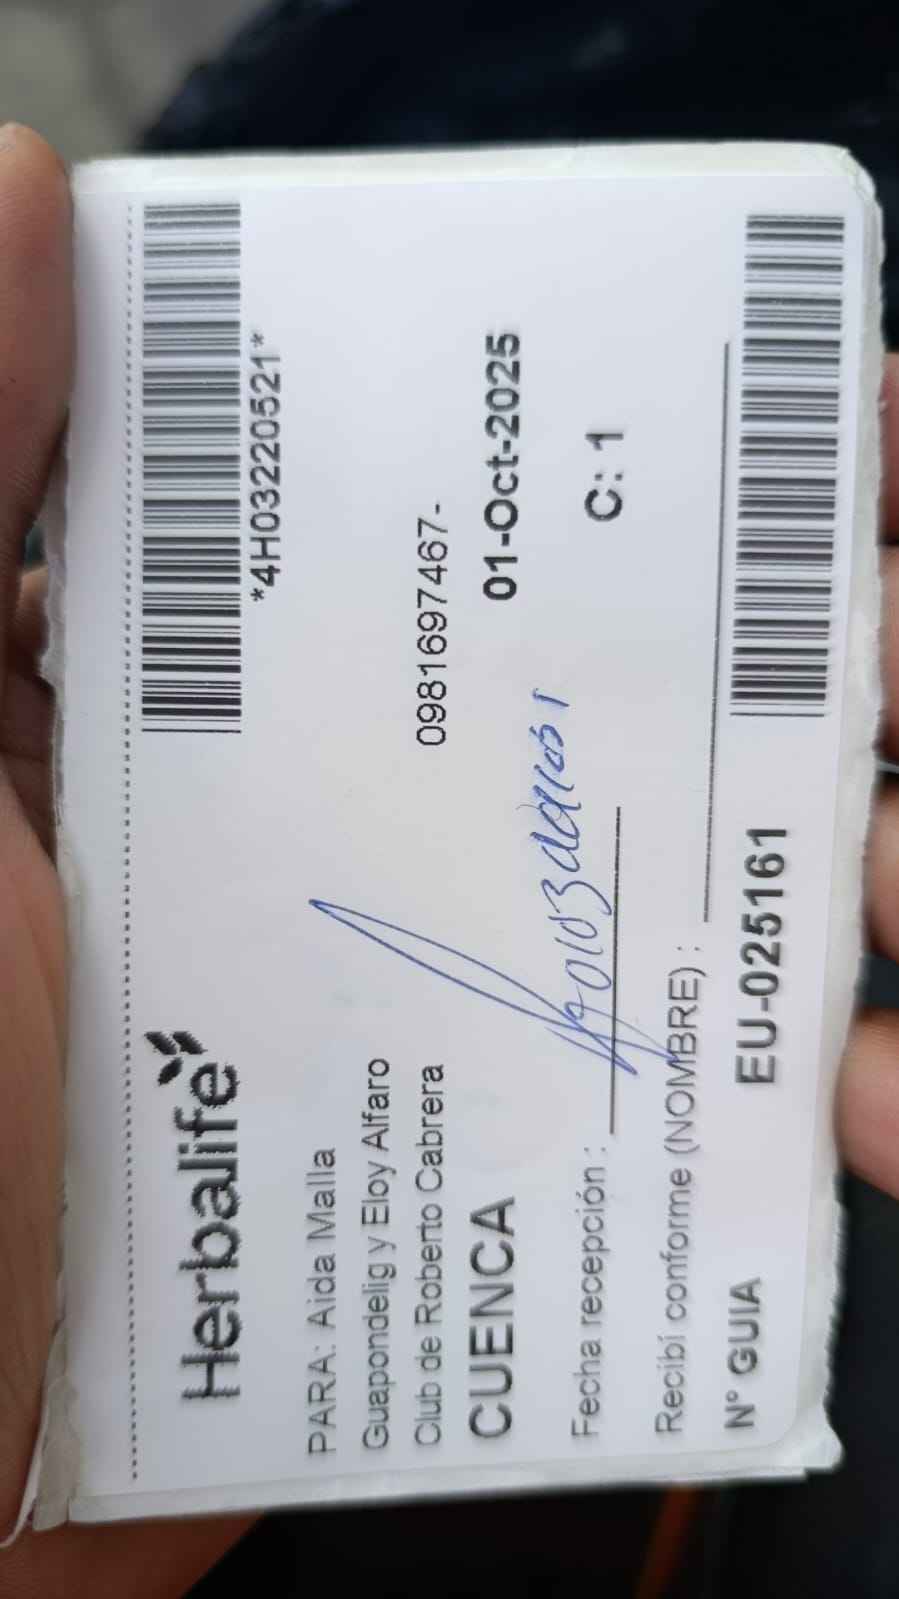 *4H03220521*
Herbalife
PARA: Aida Malla
Guapondelig y Eloy Alfaro
Club de Roberto Cabrera
0981697467-
CUENCA
01-Oct-2025
Fecha recepción :
C: 1
Recibí conforme (NOMBRE) :
N° GUIA
EU-025161